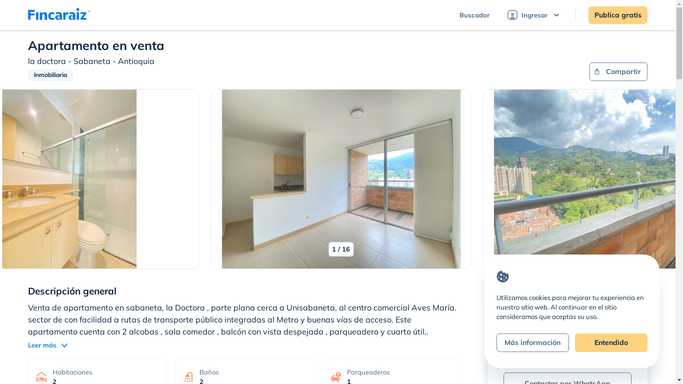 Fincaraiz
Buscador
Ingresar
Publica gratis
Apartamento en venta
la doctora - Sabaneta - Antioquia
Inmobiliaria
Compartir
1 / 16
Descripción general
Venta de apartamento en sabaneta, la Doctora , parte plana cerca a Unisabaneta, al centro comercial Aves María.
sector de con facilidad a rutas de transporte público integradas al Metro y buenas vías de acceso. Este
apartamento cuenta con 2 alcobas , sala comedor , balcón con vista despejada , parqueadero y cuarto útil..
Leer más
Habitaciones
2
Baños
2
Parqueaderos
1
Utilizamos cookies para mejorar tu experiencia en
nuestro sitio web. Al continuar en el sitio
consideramos que aceptas su uso.
Más información
Entendido
Contactar por WhatsApp